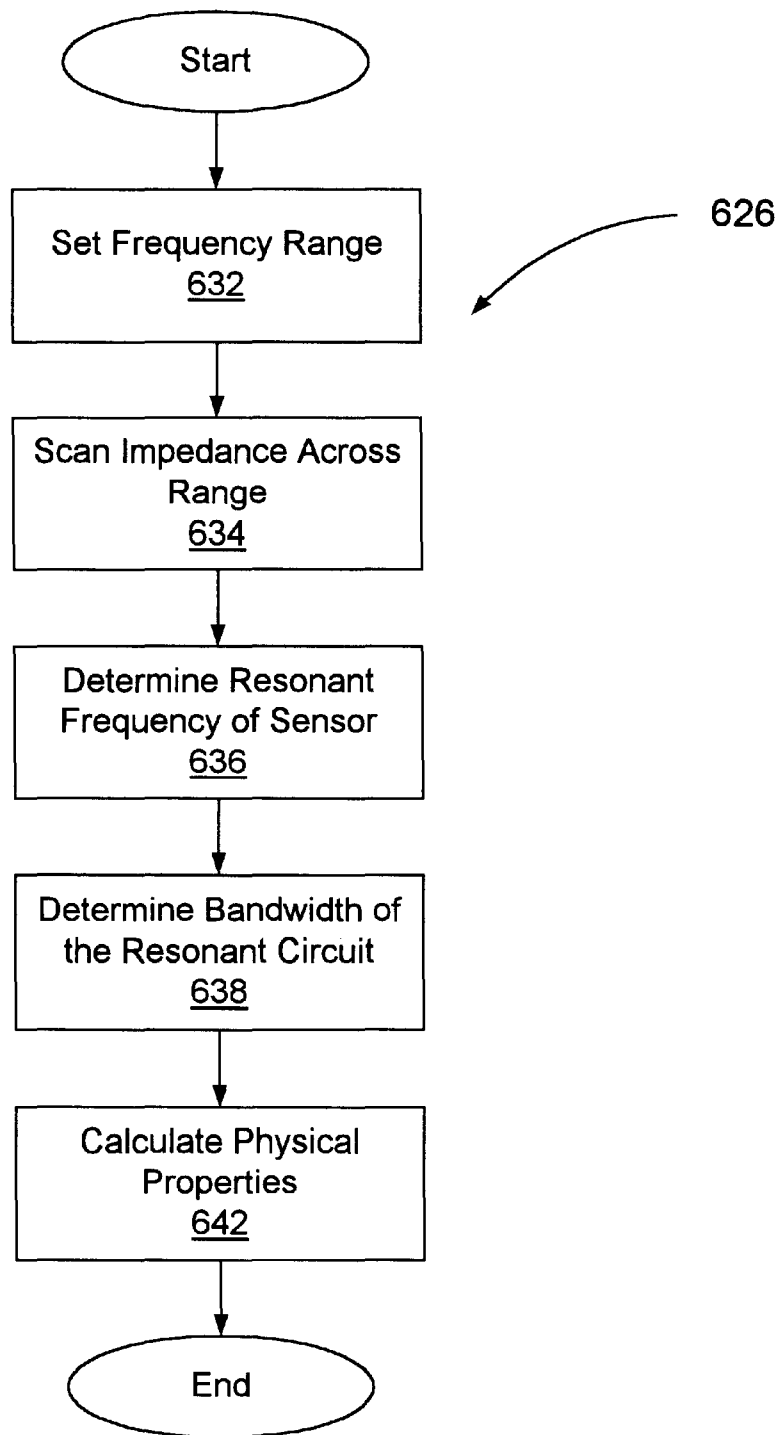 Start
626
Set Frequency Range
632
Scan Impedance Across
Range
634
Determine Resonant
Frequency of Sensor
636
Determine Bandwidth of
the Resonant Circuit
638
Calculate Physical
Properties
642
End